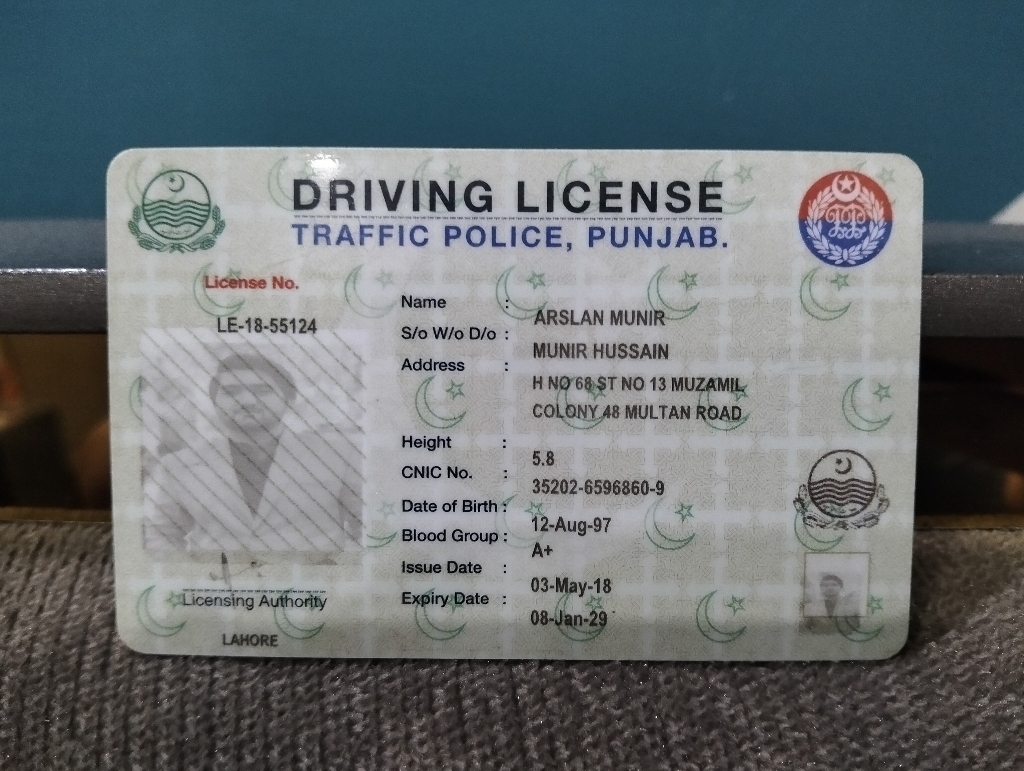 DRIVING LICENSE
TRAFFIC POLICE, PUNJAB.
License No.
LE-18-55124
Name : ARSLAN MUNIR
S/o W/o D/o : MUNIR HUSSAIN
Address : H NO 68 ST NO 13 MUZAMIL
COLONY 48 MULTAN ROAD
Height : 5.8
CNIC No. : 35202-6596860-9
Date of Birth : 12-Aug-97
Blood Group : A+
Issue Date : 03-May-18
Expiry Date : 08-Jan-29
Licensing Authority
LAHORE